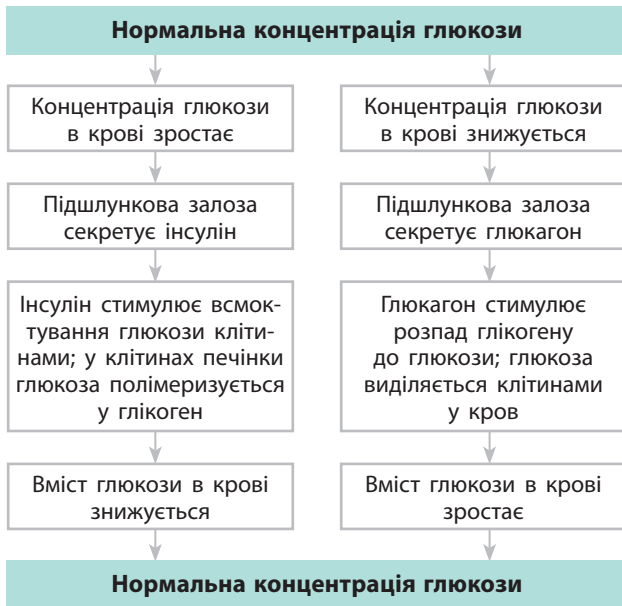 Нормальна концентрація глюкози
Концентрація глюкози
в крові зростає
Підшлункова залоза
секретує інсулін
Інсулін стимулює всмок-
тування глюкози кліти-
нами; у клітинах печінки
глюкоза полімеризується
у глікоген
Вміст глюкози в крові
знижується
Концентрація глюкози
в крові знижується
Підшлункова залоза
секретує глюкагон
Глюкагон стимулює
розпад глікогену
до глюкози; глюкоза
виділяється клітинами
у кров
Вміст глюкози в крові
зростає
Нормальна концентрація глюкози